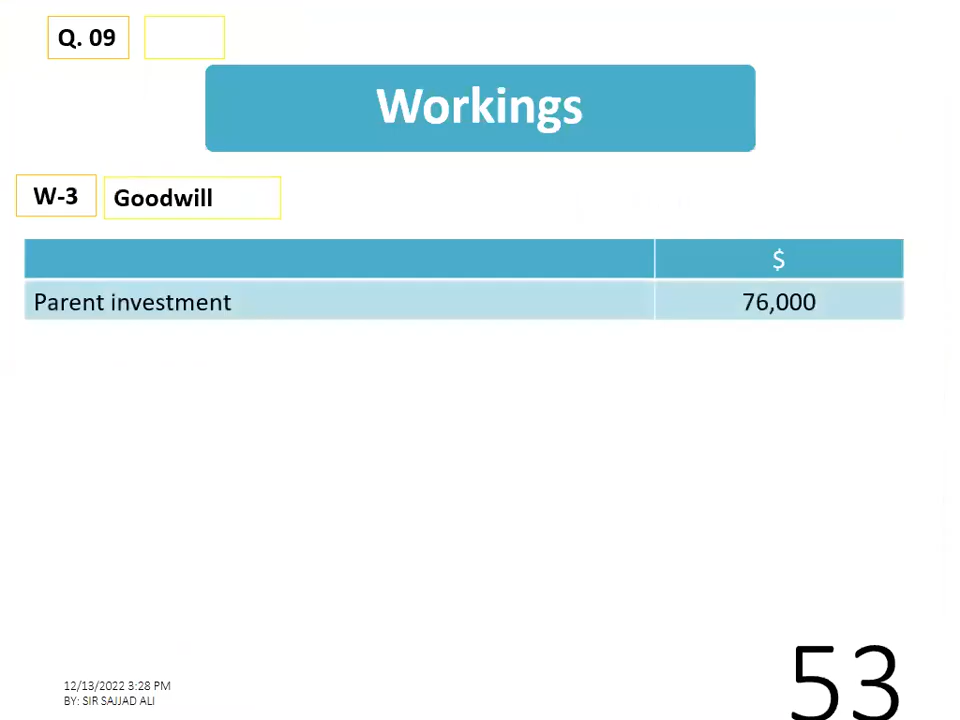 Q. 09
Workings
W-3
Goodwill
$
Parent investment 76,000
12/13/2022 3:28 PM
BY: SIR SAJJAD ALI
53